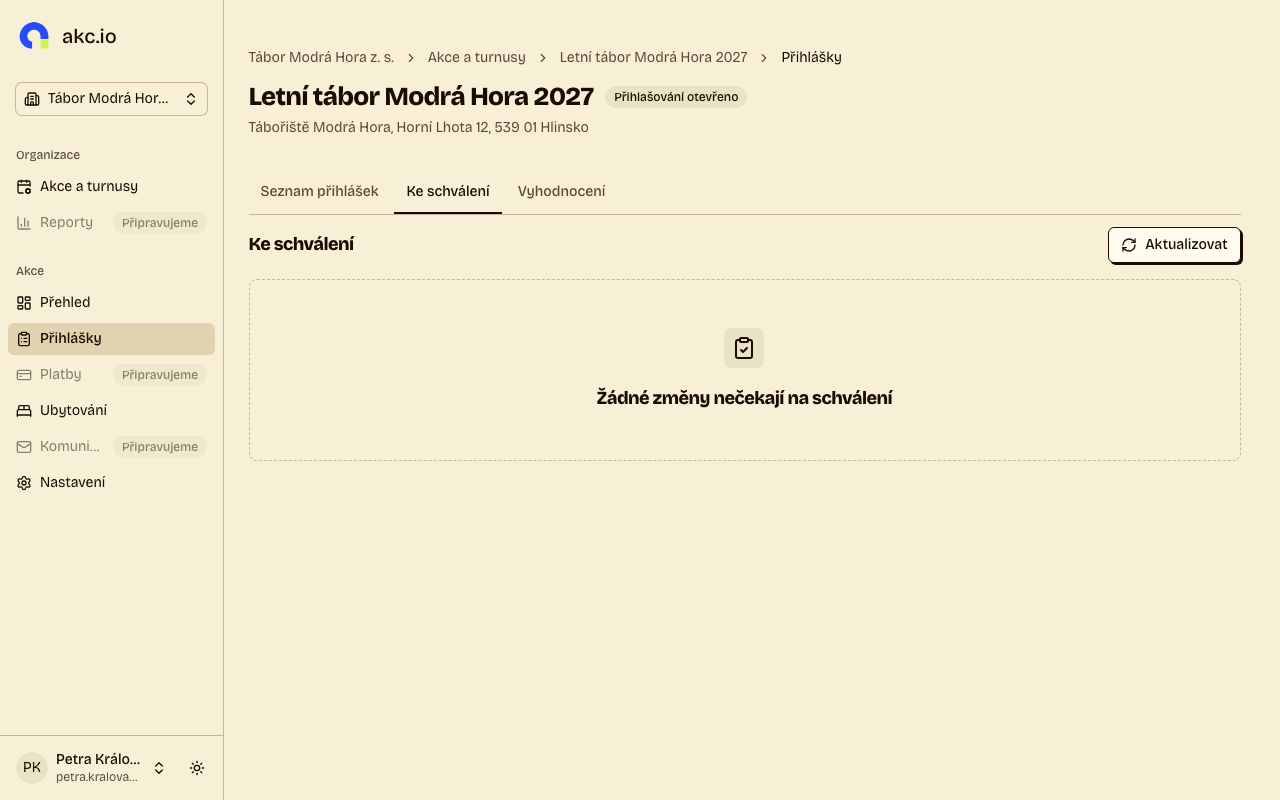 akc.io
Tábor Modrá Hor...
Organizace
Akce a turnusy
Reporty
Připravujeme
Akce
Přehled
Přihlášky
Platby
Připravujeme
Ubytování
Komuni...
Připravujeme
Nastavení
PK
Petra Králo...
petra.kralova...
Tábor Modrá Hora z. s. > Akce a turnusy > Letní tábor Modrá Hora 2027 > Přihlášky
Letní tábor Modrá Hora 2027
Přihlašování otevřeno
Tábořiště Modrá Hora, Horní Lhota 12, 539 01 Hlinsko
Seznam přihlášek
Ke schválení
Vyhodnocení
Ke schválení
Aktualizovat
Žádné změny nečekají na schválení